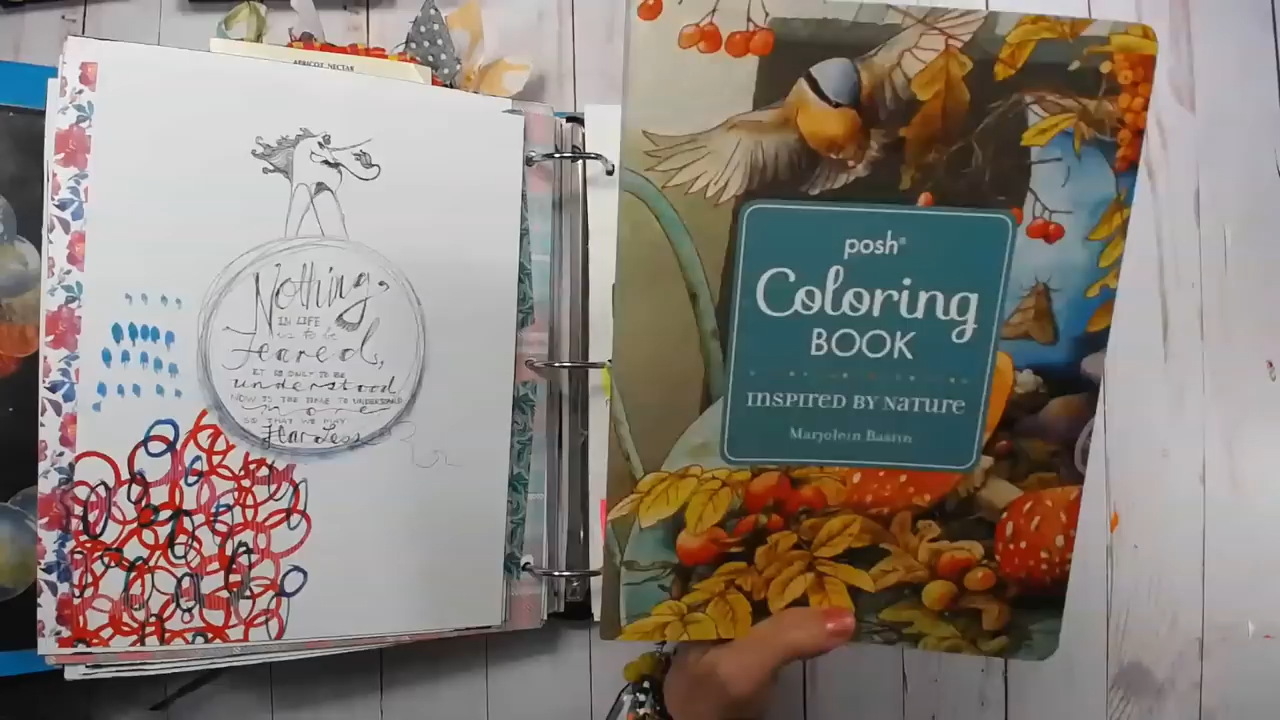 APRICOT NECTAR
Nothing,
IN LIFE
is to be
Feared,
IT IS ONLY TO BE
understood
NOW IS THE TIME TO UNDERSTAND
more
SO THAT WE MAY
Fear Less
posh®
Coloring
BOOK
INSPIRED BY NATURE
Marjolein Bastin